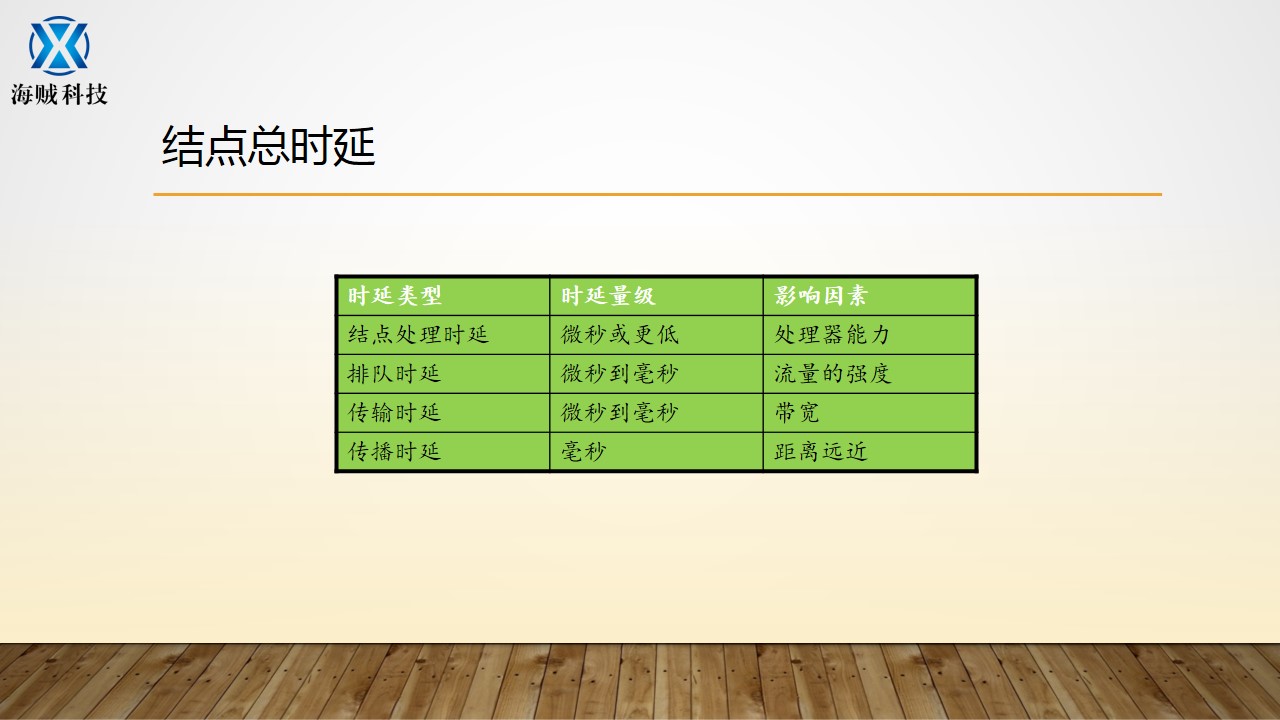 海贼科技
结点总时延
时延类型 时延量级 影响因素
结点处理时延 微秒或更低 处理器能力
排队时延 微秒到毫秒 流量的强度
传输时延 微秒到毫秒 带宽
传播时延 毫秒 距离远近